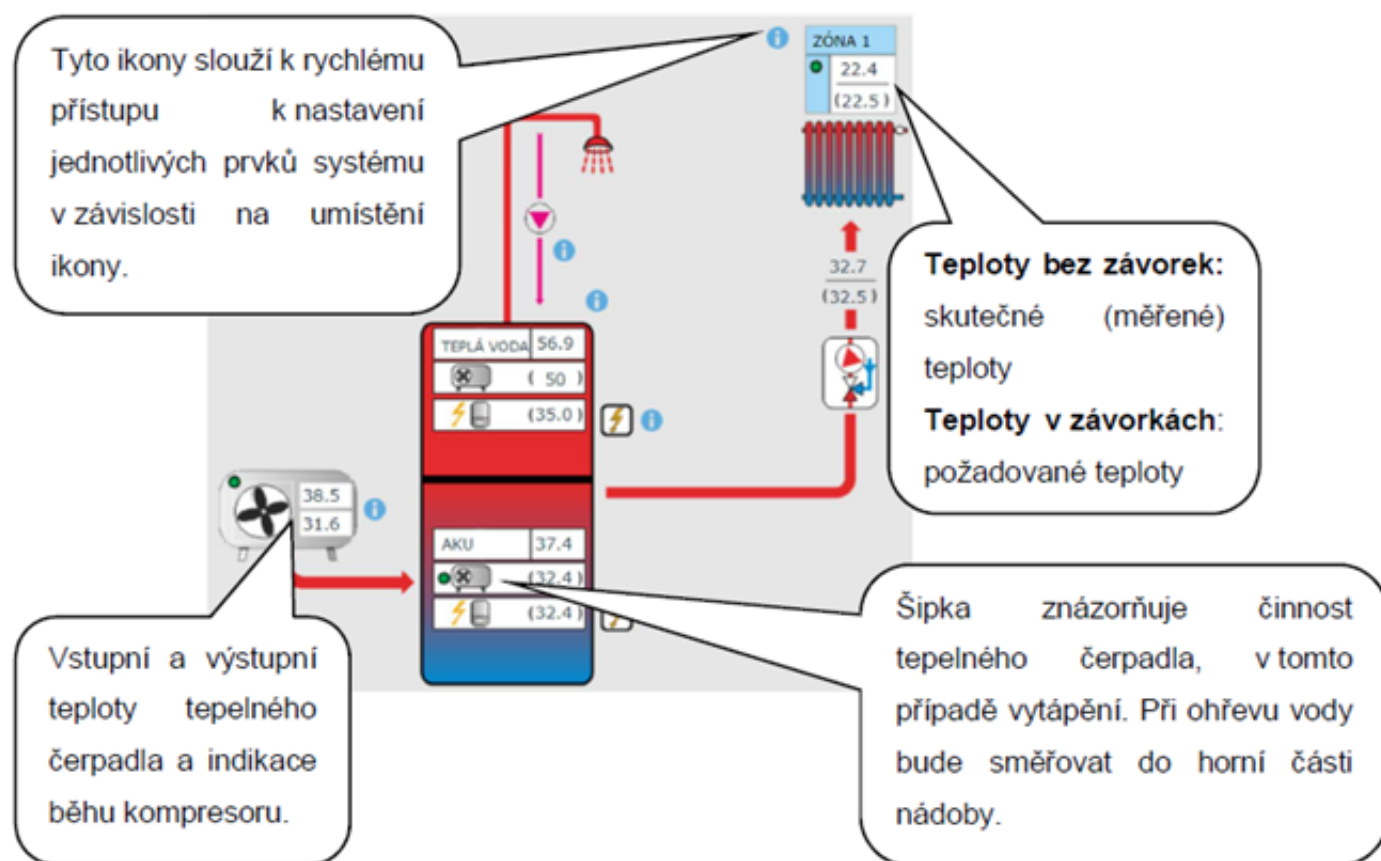 Tyto ikony slouží k rychlému
přístupu k nastavení
jednotlivých prvků systému
v závislosti na umístění
ikony.
ZÓNA 1
22.4
(22.5)
32.7
(32.5)
Teploty bez závorek:
skutečné (měřené)
teploty
Teploty v závorkách:
požadované teploty
TEPLÁ VODA 56.9
( 50 )
(35.0)
38.5
31.6
AKU 37.4
(32.4)
(32.4)
Vstupní a výstupní
teploty tepelného
čerpadla a indikace
běhu kompresoru.
Šipka znázorňuje činnost
tepelného čerpadla, v tomto
případě vytápění. Při ohřevu vody
bude směřovat do horní části
nádoby.